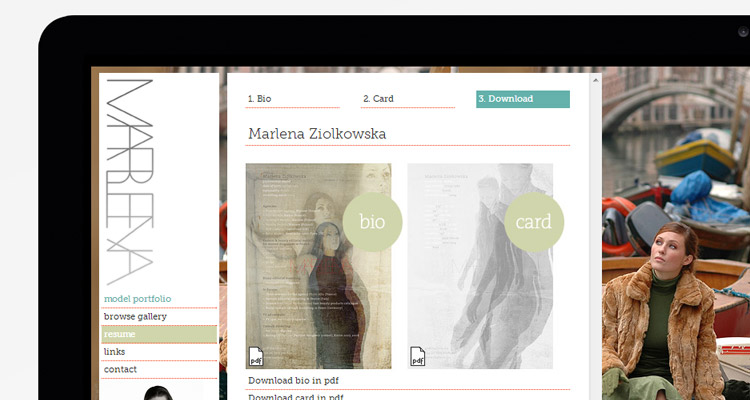 MARLENA
model portfolio
browse gallery
resume
links
contact
1. Bio
2. Card
3. Download
Marlena Ziolkowska
bio
card
pdf
pdf
Download bio in pdf
Download card in pdf